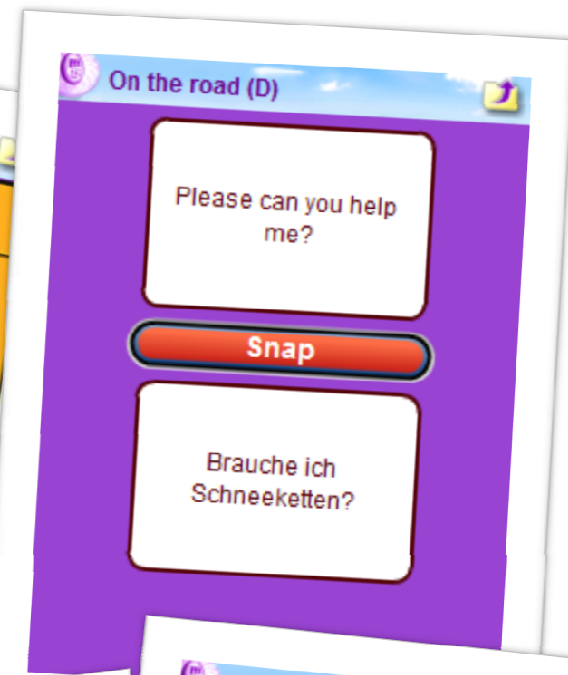 On the road (D)
Please can you help
me?
Snap
Brauche ich
Schneeketten?